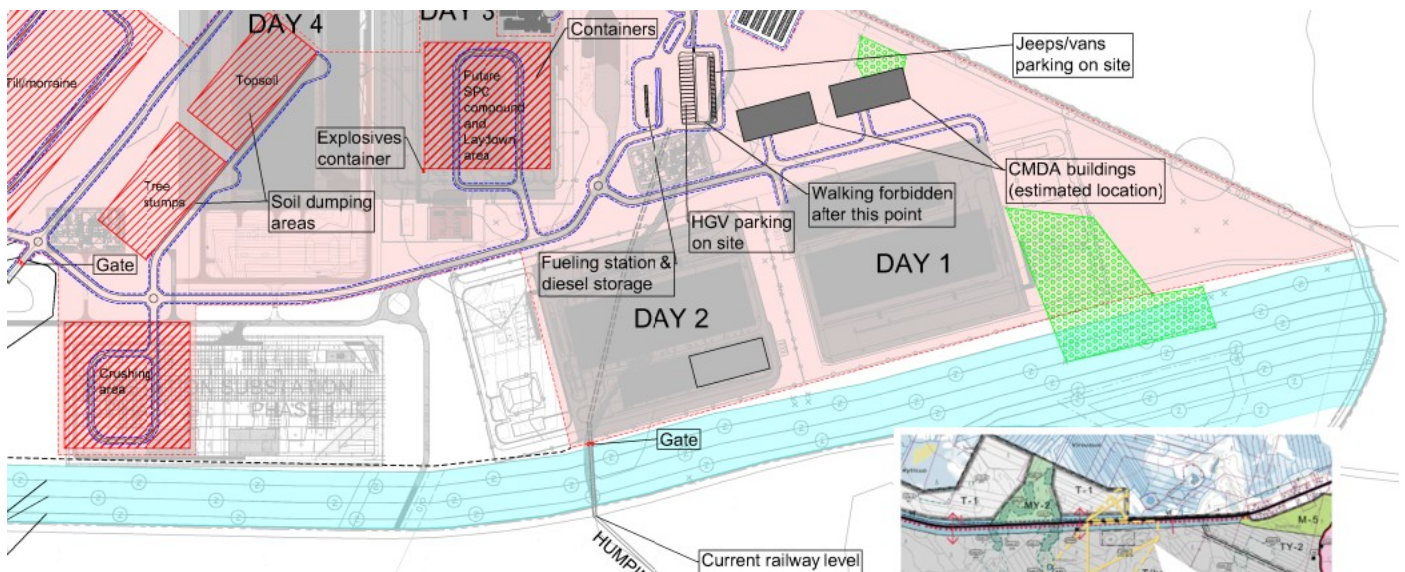 DAY 4
DAY 3
Containers
Jeeps/vans
parking on site
Till/morraine
Topsoil
Future
SPC
compound
and
Laydown
area
Explosives
container
CMDA buildings
(estimated location)
Tree
stumps
Soil dumping
areas
Walking forbidden
after this point
HGV parking
on site
Gate
Fueling station &
diesel storage
DAY 1
DAY 2
Crushing
area
ON SUBSTATION
PHASE
Gate
T-1
T-1
MY-2
M-5
TY-2
Current railway level